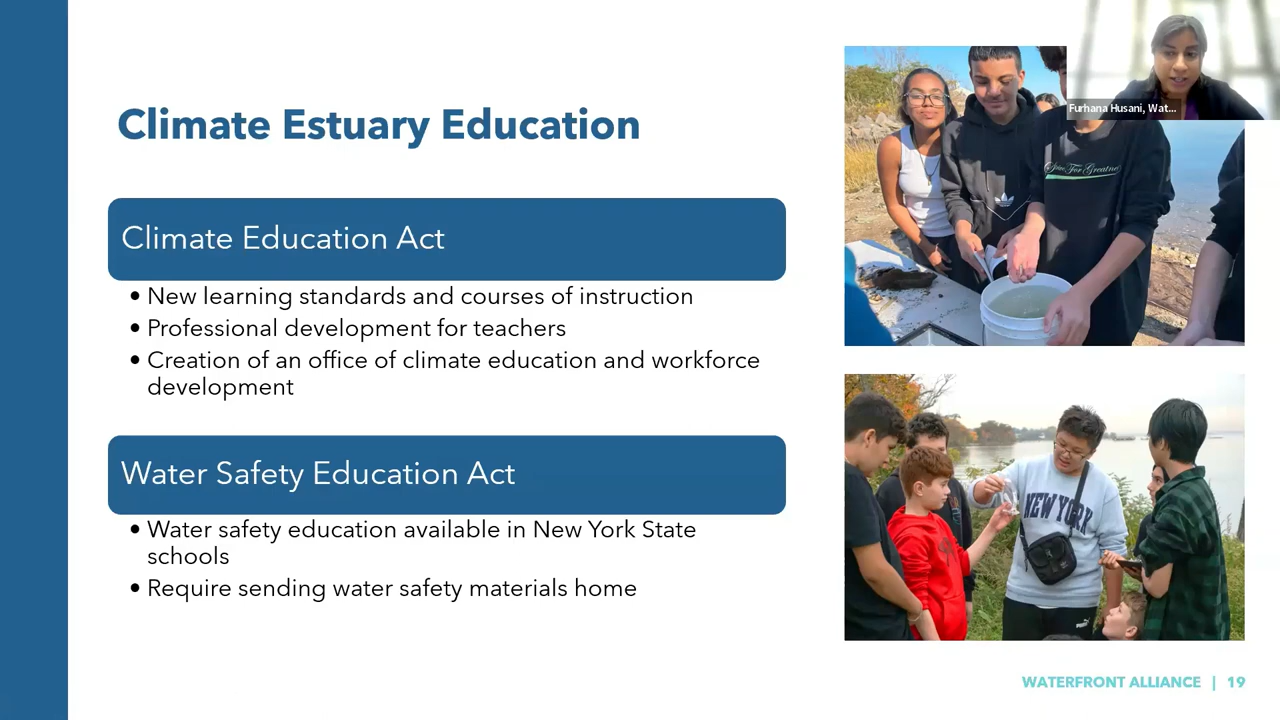 Climate Estuary Education
Climate Education Act
• New learning standards and courses of instruction
• Professional development for teachers
• Creation of an office of climate education and workforce
development
Water Safety Education Act
• Water safety education available in New York State
schools
• Require sending water safety materials home
Furhana Husani, Wat...
NEW YORK
PUMA
WATERFRONT ALLIANCE | 19